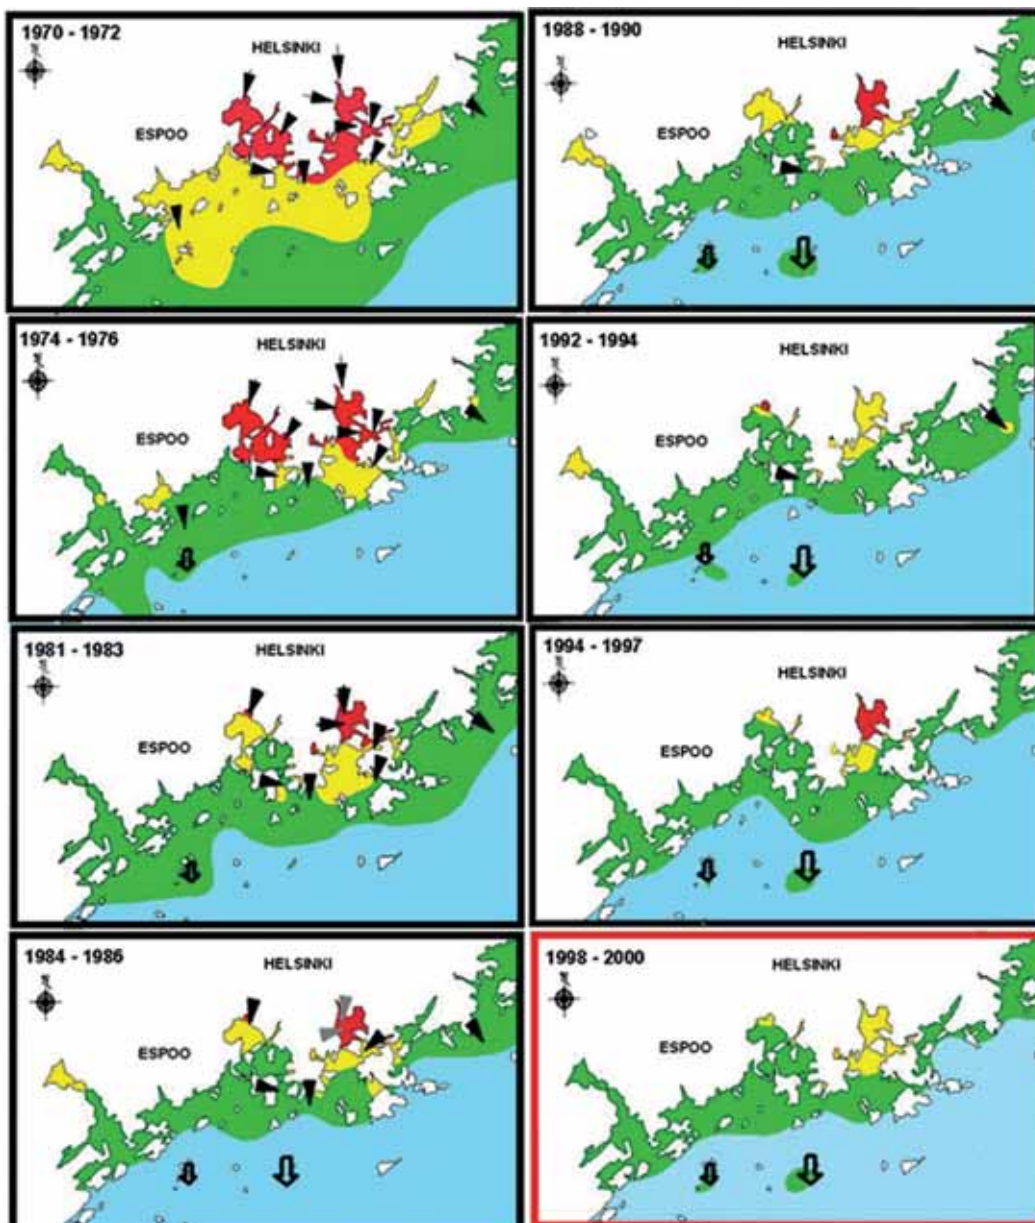 1970 - 1972
HELSINKI
ESPOO
1988 - 1990
HELSINKI
ESPOO
1974 - 1976
HELSINKI
ESPOO
1992 - 1994
HELSINKI
ESPOO
1981 - 1983
HELSINKI
ESPOO
1994 - 1997
HELSINKI
ESPOO
1984 - 1986
HELSINKI
ESPOO
1998 - 2000
HELSINKI
ESPOO